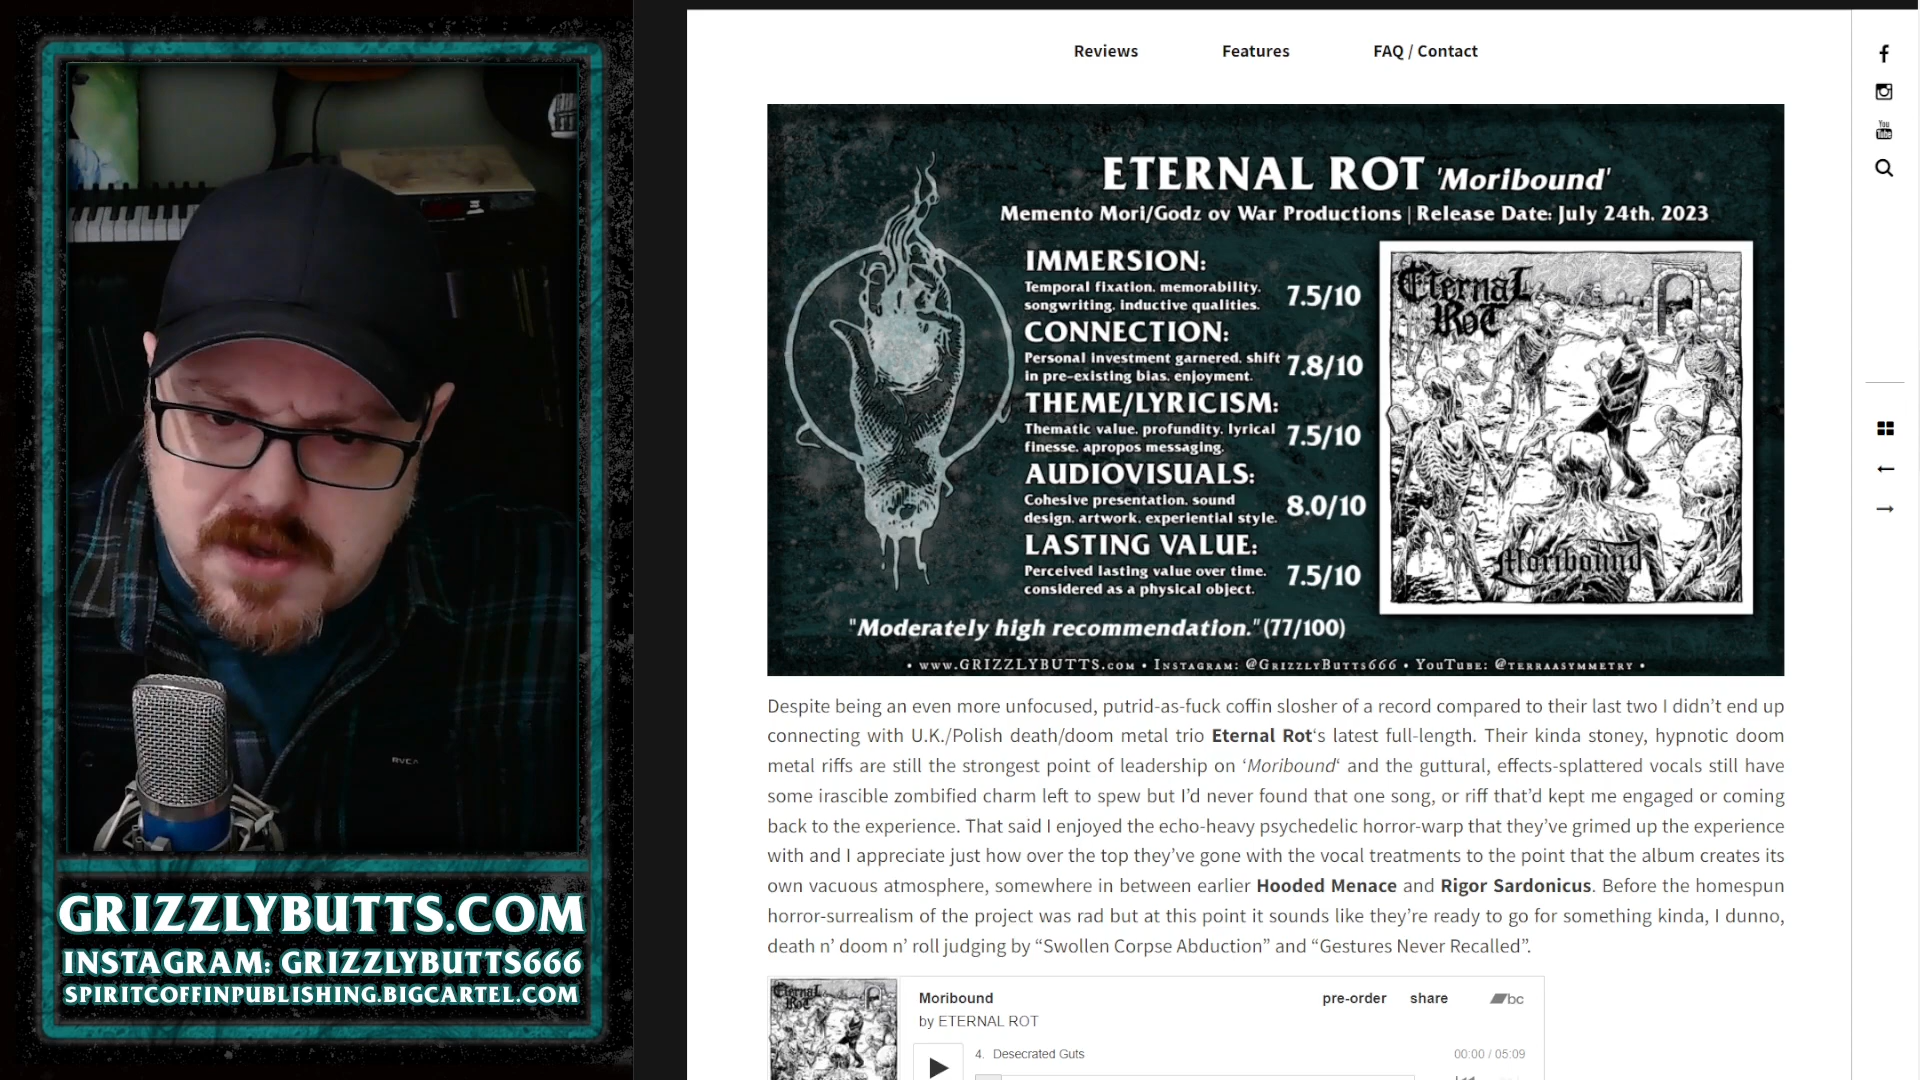 Reviews
Features
FAQ / Contact
ETERNAL ROT 'Moribound'
Memento Mori/Godz ov War Productions | Release Date: July 24th, 2023
IMMERSION:
Temporal fixation, memorability,
songwriting, inductive qualities.
7.5/10
CONNECTION:
Personal investment garnered, shift
in pre-existing bias, enjoyment.
7.8/10
THEME/LYRICISM:
Thematic value, profundity, lyrical
finesse, apropos messaging.
7.5/10
AUDIOVISUALS:
Cohesive presentation, sound
design, artwork, experiential style.
8.0/10
LASTING VALUE:
Perceived lasting value over time,
considered as a physical object.
7.5/10
"Moderately high recommendation." (77/100)
Eternal
Rot
Moribound
• www.GRIZZLYBUTTS.com • Instagram: @GrizzlyButts666 • YouTube: @terraasymmetry •
Despite being an even more unfocused, putrid-as-fuck coffin slosher of a record compared to their last two I didn’t end up
connecting with U.K./Polish death/doom metal trio Eternal Rot‘s latest full-length. Their kinda stoney, hypnotic doom
metal riffs are still the strongest point of leadership on ‘Moribound‘ and the guttural, effects-splattered vocals still have
some irascible zombified charm left to spew but I’d never found that one song, or riff that’d kept me engaged or coming
back to the experience. That said I enjoyed the echo-heavy psychedelic horror-warp that they’ve grimed up the experience
with and I appreciate just how over the top they’ve gone with the vocal treatments to the point that the album creates its
own vacuous atmosphere, somewhere in between earlier Hooded Menace and Rigor Sardonicus. Before the homespun
horror-surrealism of the project was rad but at this point it sounds like they’re ready to go for something kinda, I dunno,
death n’ doom n’ roll judging by “Swollen Corpse Abduction” and “Gestures Never Recalled”.
Eternal
Rot
Moribound
pre-order
share
bc
by ETERNAL ROT
4. Desecrated Guts
00:00 / 05:09
You
Tube
RVCA
GRIZZLYBUTTS.COM
INSTAGRAM: GRIZZLYBUTTS666
SPIRITCOFFINPUBLISHING.BIGCARTEL.COM